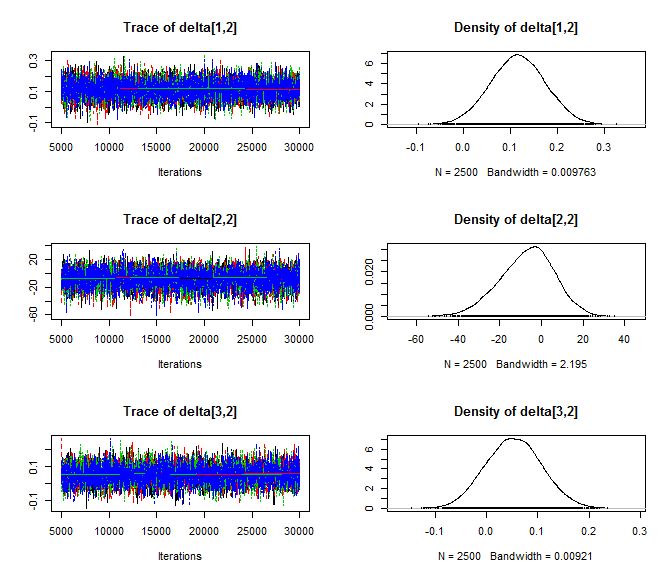 Trace of delta[1,2]
0.3
0.1
-0.1
5000 10000 15000 20000 25000 30000
Iterations
Density of delta[1,2]
6
4
2
0
-0.1 0.0 0.1 0.2 0.3
N = 2500 Bandwidth = 0.009763
Trace of delta[2,2]
20
-20
-60
5000 10000 15000 20000 25000 30000
Iterations
Density of delta[2,2]
0.020
0.000
-60 -40 -20 0 20 40
N = 2500 Bandwidth = 2.195
Trace of delta[3,2]
0.1
-0.1
5000 10000 15000 20000 25000 30000
Iterations
Density of delta[3,2]
6
4
2
0
-0.1 0.0 0.1 0.2 0.3
N = 2500 Bandwidth = 0.00921